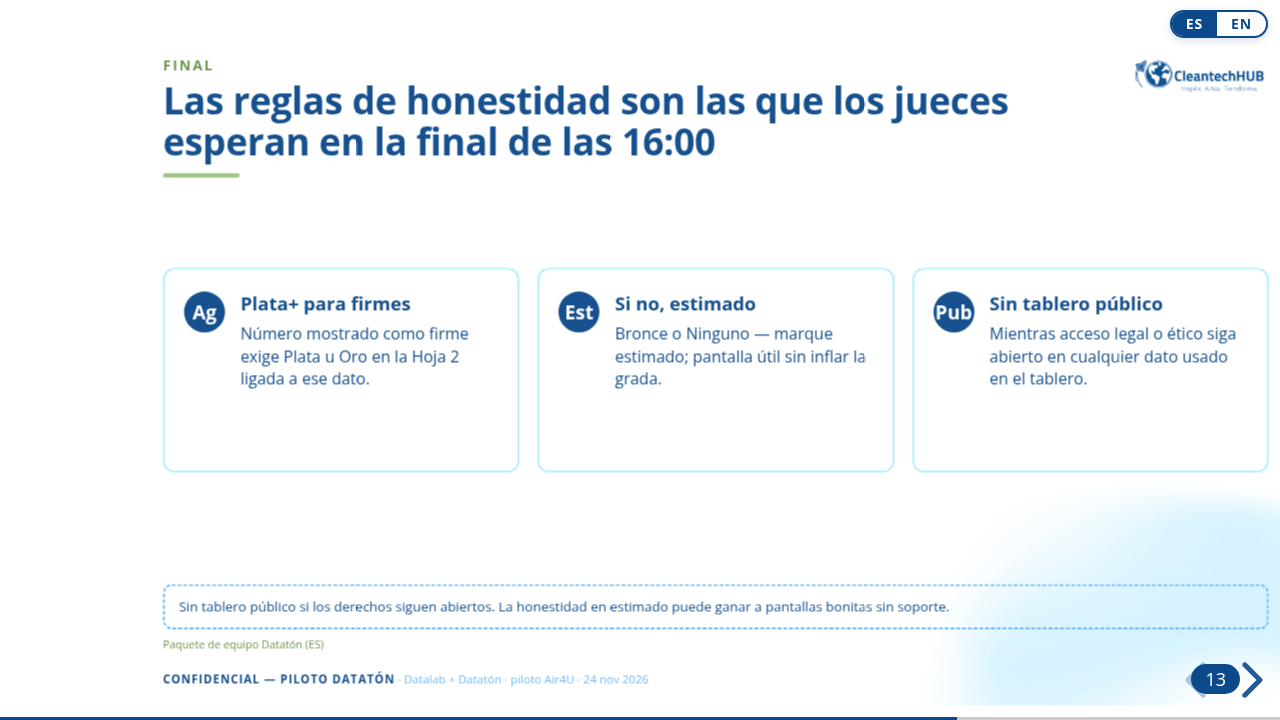 ES EN
FINAL
CleantechHUB
Inspira. Actúa. Transforma.
Las reglas de honestidad son las que los jueces
esperan en la final de las 16:00
Ag
Plata+ para firmes
Número mostrado como firme
exige Plata u Oro en la Hoja 2
ligada a ese dato.
Est
Si no, estimado
Bronce o Ninguno — marque
estimado; pantalla útil sin inflar la
grada.
Pub
Sin tablero público
Mientras acceso legal o ético siga
abierto en cualquier dato usado
en el tablero.
Sin tablero público si los derechos siguen abiertos. La honestidad en estimado puede ganar a pantallas bonitas sin soporte.
Paquete de equipo Datatón (ES)
CONFIDENCIAL — PILOTO DATATÓN · Datalab + Datatón · piloto Air4U · 24 nov 2026
13